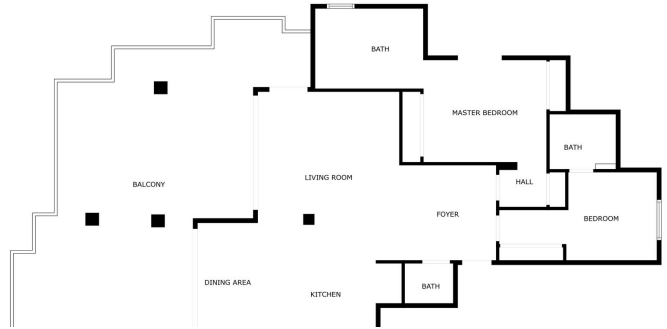 BATH
MASTER BEDROOM
BATH
LIVING ROOM
HALL
BALCONY
FOYER
BEDROOM
DINING AREA
BATH
KITCHEN